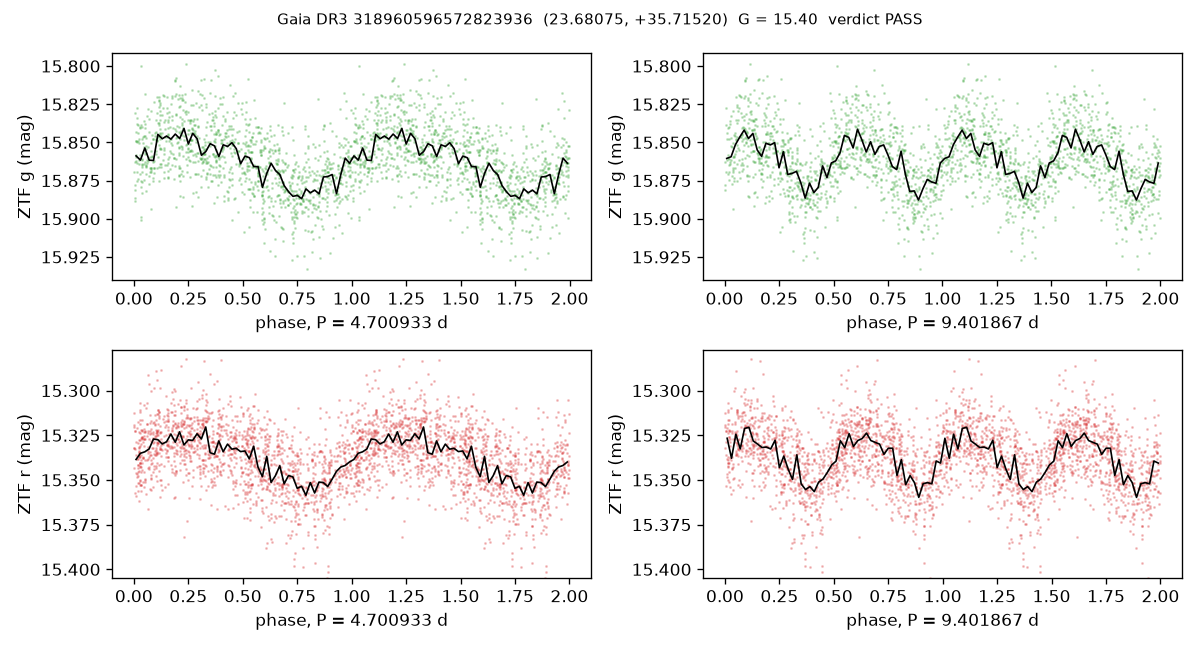 Gaia DR3 318960596572823936 (23.68075, +35.71520) G = 15.40 verdict PASS
ZTF g (mag)
15.800
15.825
15.850
15.875
15.900
15.925
0.00 0.25 0.50 0.75 1.00 1.25 1.50 1.75 2.00
phase, P = 4.700933 d
ZTF g (mag)
15.800
15.825
15.850
15.875
15.900
15.925
0.00 0.25 0.50 0.75 1.00 1.25 1.50 1.75 2.00
phase, P = 9.401867 d
ZTF r (mag)
15.300
15.325
15.350
15.375
15.400
0.00 0.25 0.50 0.75 1.00 1.25 1.50 1.75 2.00
phase, P = 4.700933 d
ZTF r (mag)
15.300
15.325
15.350
15.375
15.400
0.00 0.25 0.50 0.75 1.00 1.25 1.50 1.75 2.00
phase, P = 9.401867 d